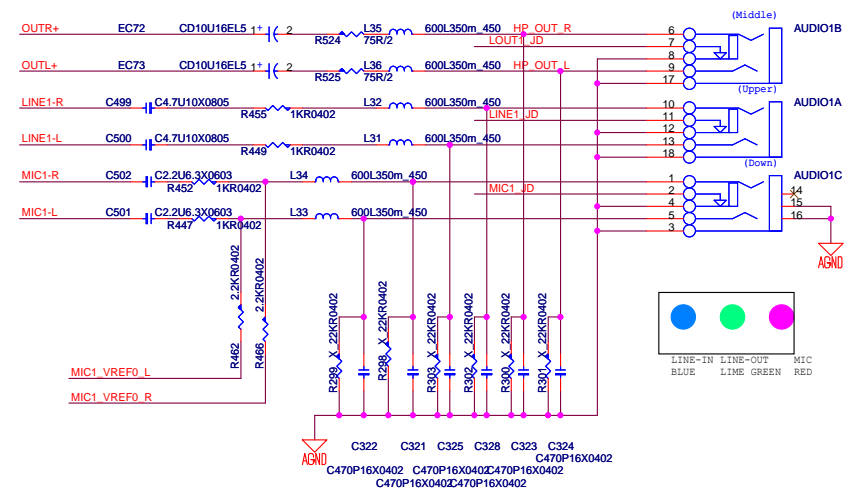 (Middle)
OUTR+ EC72 CD10U16EL5 1+ 2 R524 L35 75R/2 600L350m_450 HP_OUT_R 6 AUDIO1B
LOUT1_JD 7
8
OUTL+ EC73 CD10U16EL5 1+ 2 R525 L36 75R/2 600L350m_450 HP_OUT_L 9
17
(Upper)
LINE1-R C499 C4.7U10X0805 R455 1KR0402 L32 600L350m_450 10 AUDIO1A
LINE1_JD 11
12
LINE1-L C500 C4.7U10X0805 R449 1KR0402 L31 600L350m_450 13
18
(Down)
MIC1-R C502 C2.2U6.3X0603 R452 1KR0402 L34 600L350m_450 1 AUDIO1C
MIC1_JD 2 14
4 15
MIC1-L C501 C2.2U6.3X0603 R447 1KR0402 L33 600L350m_450 5 16
3
AGND
2.2KR0402 2.2KR0402
R462 R466
MIC1_VREF0_L
MIC1_VREF0_R
R299 X_22KR0402
R298 X_22KR0402
R303 X_22KR0402
R302 X_22KR0402
R300 X_22KR0402
R301 X_22KR0402
LINE-IN LINE-OUT MIC
BLUE LIME GREEN RED
AGND
C322 C321 C325 C328 C323 C324
C470P16X0402 C470P16X0402 C470P16X0402 C470P16X0402
C470P16X0402 C470P16X0402